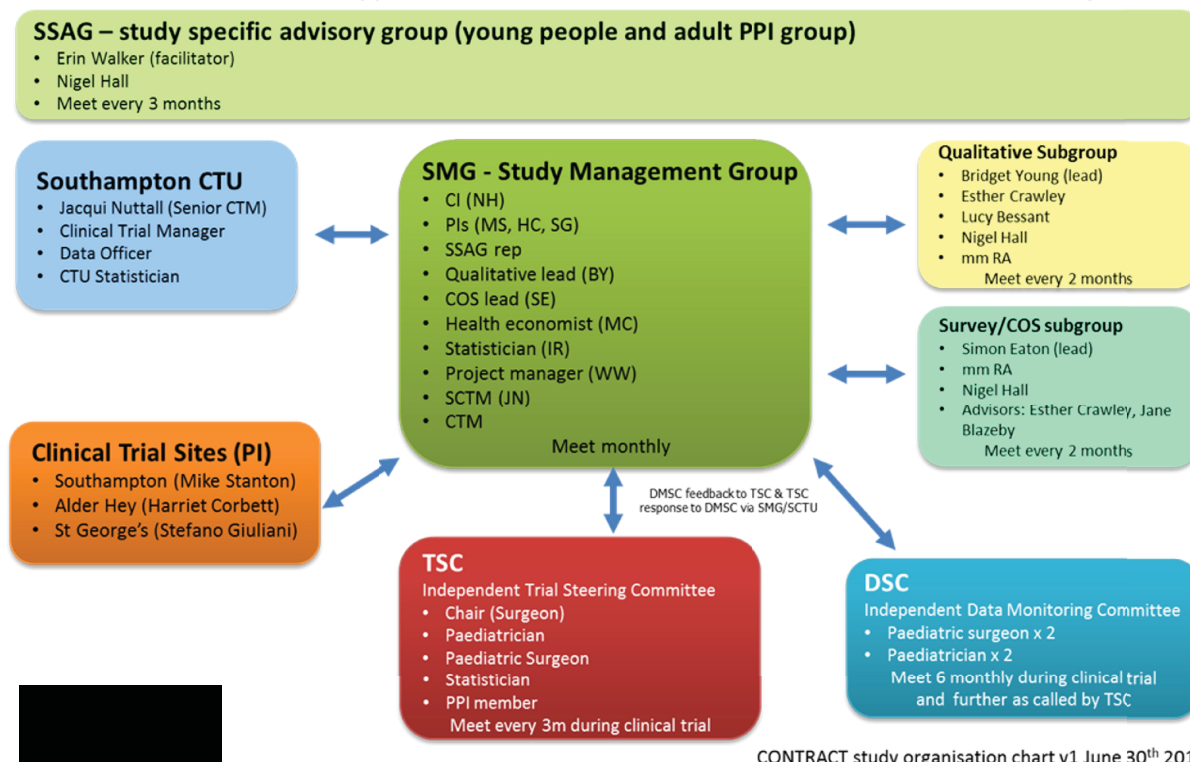 SSAG – study specific advisory group (young people and adult PPI group)
• Erin Walker (facilitator)
• Nigel Hall
• Meet every 3 months
Southampton CTU
• Jacqui Nuttall (Senior CTM)
• Clinical Trial Manager
• Data Officer
• CTU Statistician
SMG - Study Management Group
• CI (NH)
• PIs (MS, HC, SG)
• SSAG rep
• Qualitative lead (BY)
• COS lead (SE)
• Health economist (MC)
• Statistician (IR)
• Project manager (WW)
• SCTM (JN)
• CTM
Meet monthly
Qualitative Subgroup
• Bridget Young (lead)
• Esther Crawley
• Lucy Bessant
• Nigel Hall
• mm RA
Meet every 2 months
Survey/COS subgroup
• Simon Eaton (lead)
• mm RA
• Nigel Hall
• Advisors: Esther Crawley, Jane
Blazeby
Meet every 2 months
Clinical Trial Sites (PI)
• Southampton (Mike Stanton)
• Alder Hey (Harriet Corbett)
• St George's (Stefano Giuliani)
DMSC feedback to TSC & TSC
response to DMSC via SMG/SCTU
TSC
Independent Trial Steering Committee
• Chair (Surgeon)
• Paediatrician
• Paediatric Surgeon
• Statistician
• PPI member
Meet every 3m during clinical trial
DSC
Independent Data Monitoring Committee
• Paediatric surgeon x 2
• Paediatrician x 2
Meet 6 monthly during clinical trial
and further as called by TSC
CONTRACT study organisation chart v1 June 30th 201